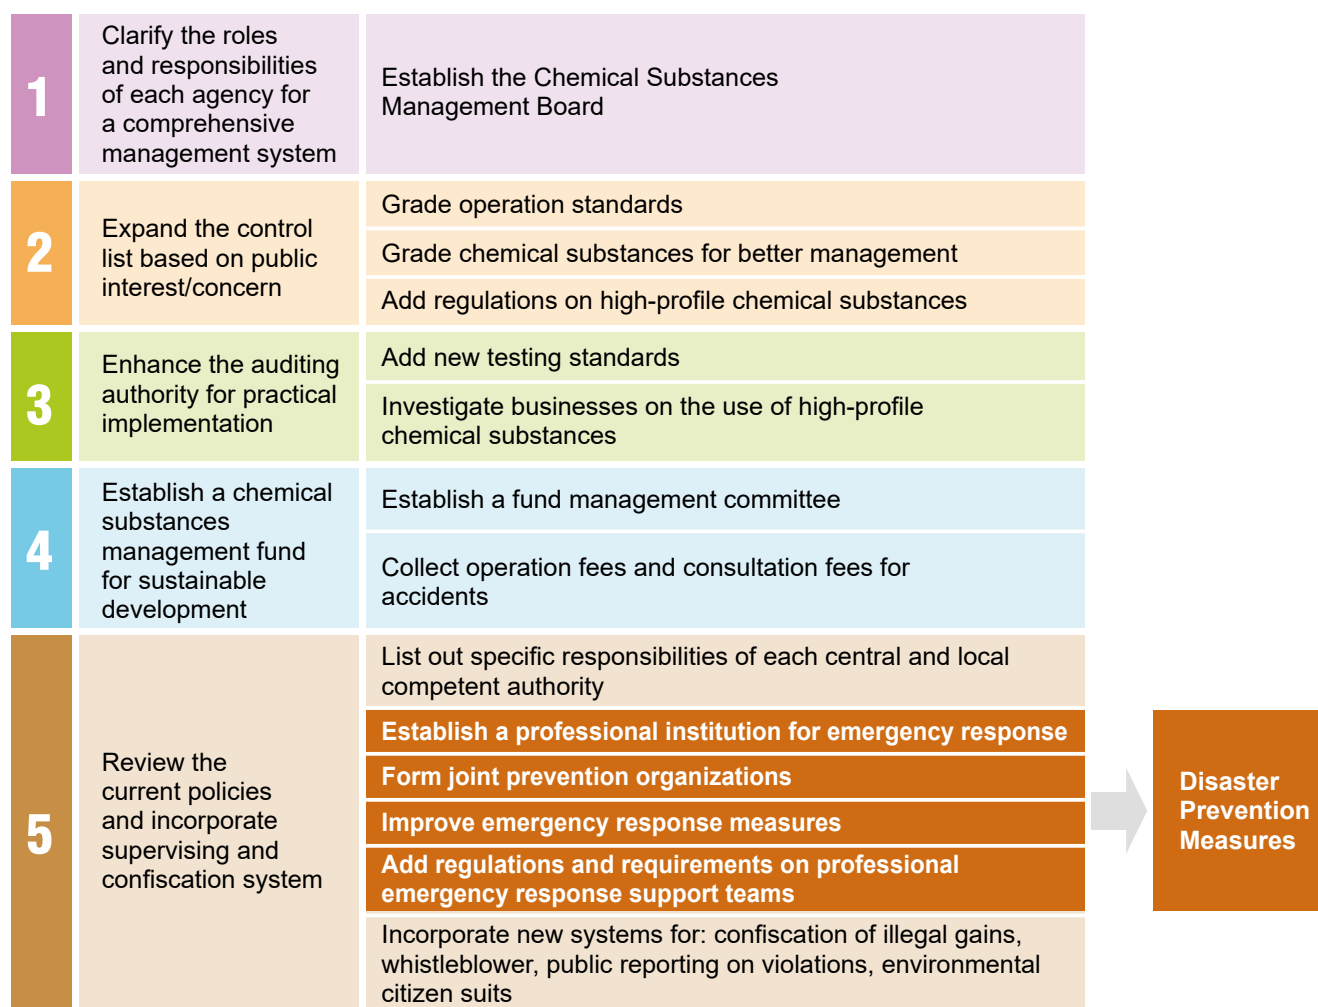 1
Clarify the roles
and responsibilities
of each agency for
a comprehensive
management system
Establish the Chemical Substances
Management Board
2
Expand the control
list based on public
interest/concern
Grade operation standards
Grade chemical substances for better management
Add regulations on high-profile chemical substances
3
Enhance the auditing
authority for practical
implementation
Add new testing standards
Investigate businesses on the use of high-profile
chemical substances
4
Establish a chemical
substances
management fund
for sustainable
development
Establish a fund management committee
Collect operation fees and consultation fees for
accidents
5
Review the
current policies
and incorporate
supervising and
confiscation system
List out specific responsibilities of each central and local
competent authority
Establish a professional institution for emergency response
Form joint prevention organizations
Improve emergency response measures
Add regulations and requirements on professional
emergency response support teams
Incorporate new systems for: confiscation of illegal gains,
whistleblower, public reporting on violations, environmental
citizen suits
Disaster
Prevention
Measures